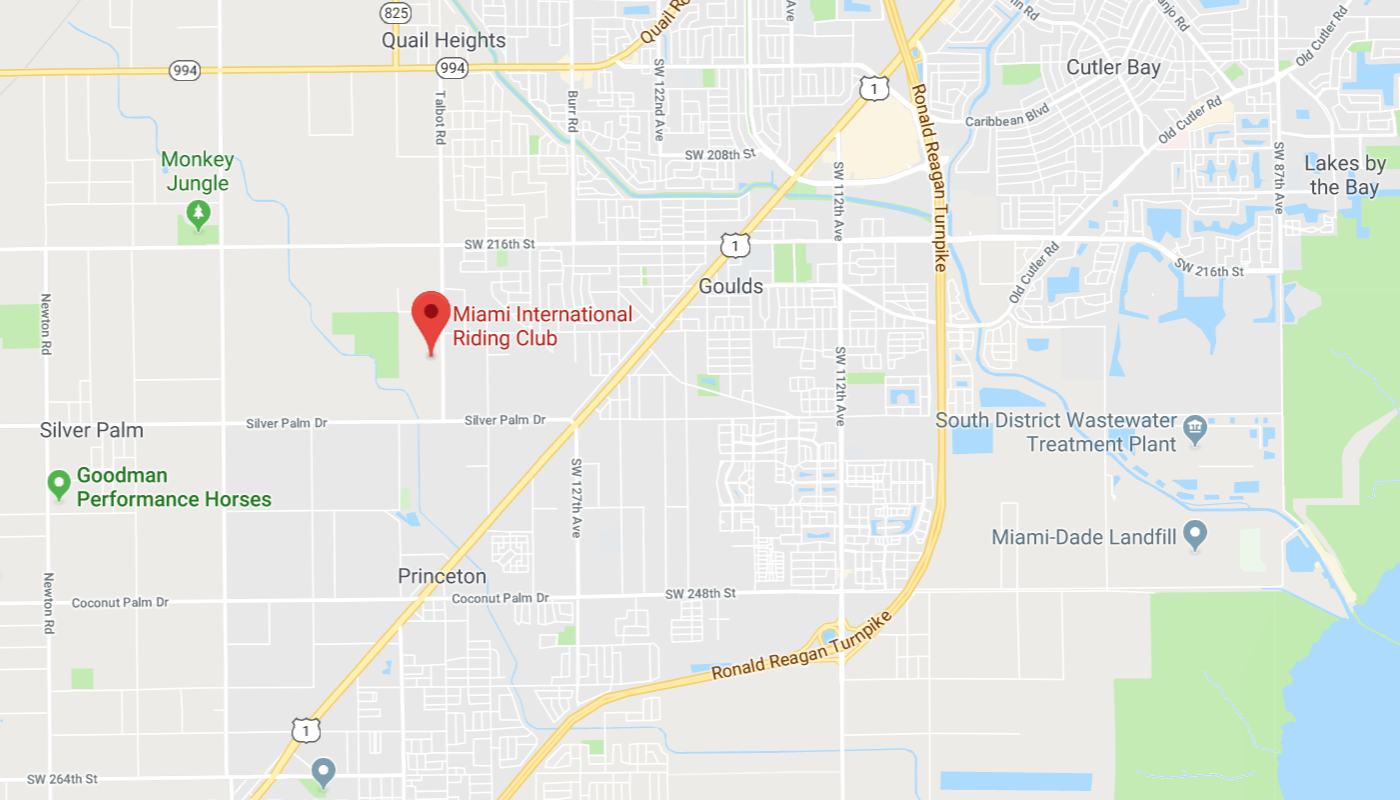 825
Quail Heights
994
994
Quail Ro
Ave
1
Cutler Bay
Old Cutler Rd
Talbot Rd
Burr Rd
SW 122nd Ave
Ronald Reagan Turnpike
Caribbean Blvd
Old Cutler Rd
Monkey
Jungle
SW 208th St
SW 112th Ave
SW 87th Ave
Lakes by
the Bay
SW 216th St
1
SW 216th St
Goulds
Old Cutler Rd
Newton Rd
Miami International
Riding Club
SW 112th Ave
Silver Palm
Silver Palm Dr
Silver Palm Dr
South District Wastewater
Treatment Plant
Goodman
Performance Horses
SW 127th Ave
Miami-Dade Landfill
Princeton
Newton Rd
Coconut Palm Dr
Coconut Palm Dr
SW 248th St
Ronald Reagan Turnpike
1
SW 264th St